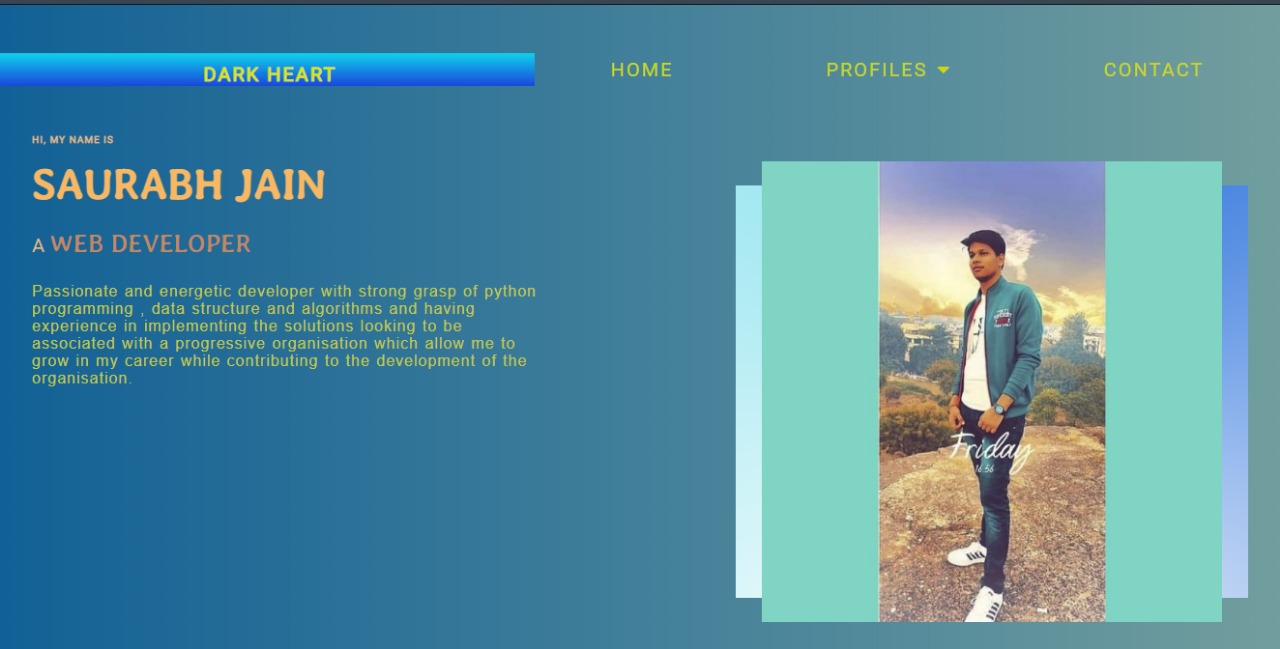 DARK HEART
HOME
PROFILES
CONTACT
HI, MY NAME IS
SAURABH JAIN
A WEB DEVELOPER
Passionate and energetic developer with strong grasp of python
programming , data structure and algorithms and having
experience in implementing the solutions looking to be
associated with a progressive organisation which allow me to
grow in my career while contributing to the development of the
organisation.
Friday
16:56